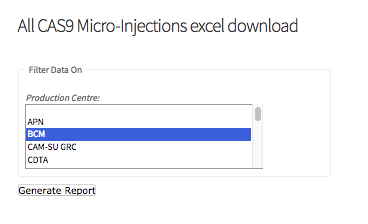 All CAS9 Micro-Injections excel download
Filter Data On
Production Centre:
APN
BCM
CAM-SU GRC
CDTA
Generate Report